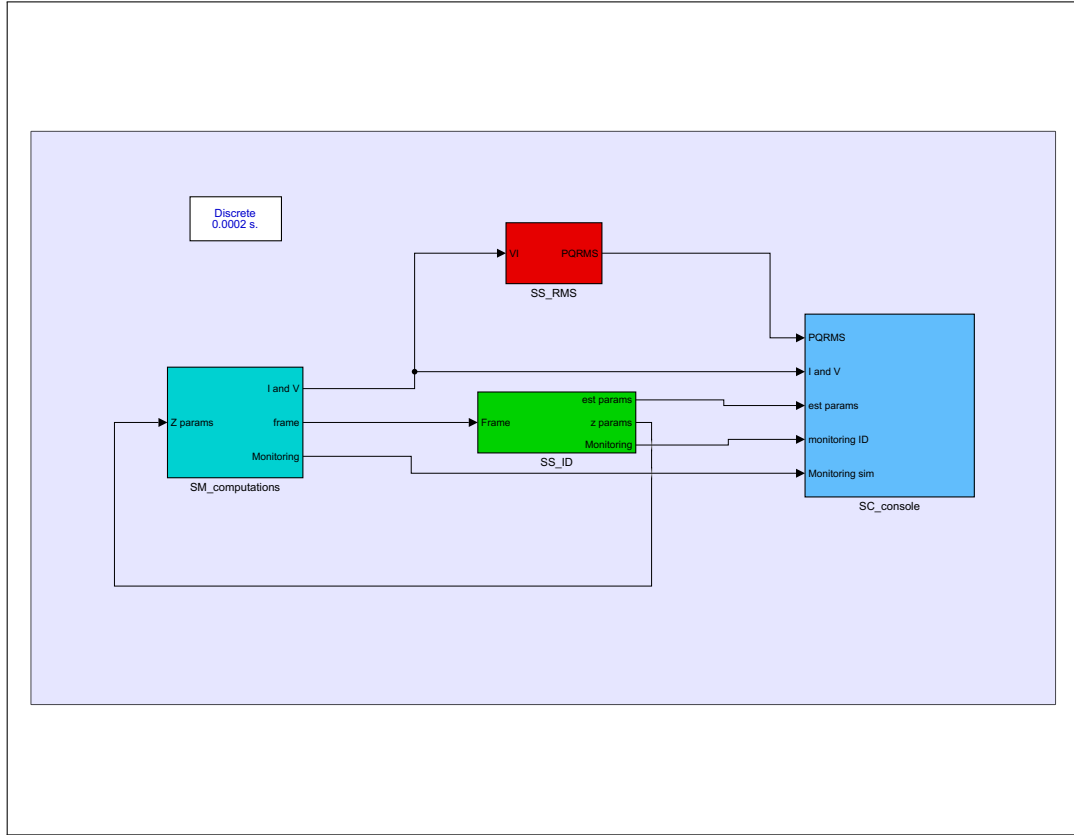 Discrete
0.0002 s.
VI
PQRMS
SS_RMS
PQRMS
I and V
est params
monitoring ID
Monitoring sim
SC_console
Z params
I and V
frame
Monitoring
SM_computations
Frame
est params
z params
Monitoring
SS_ID